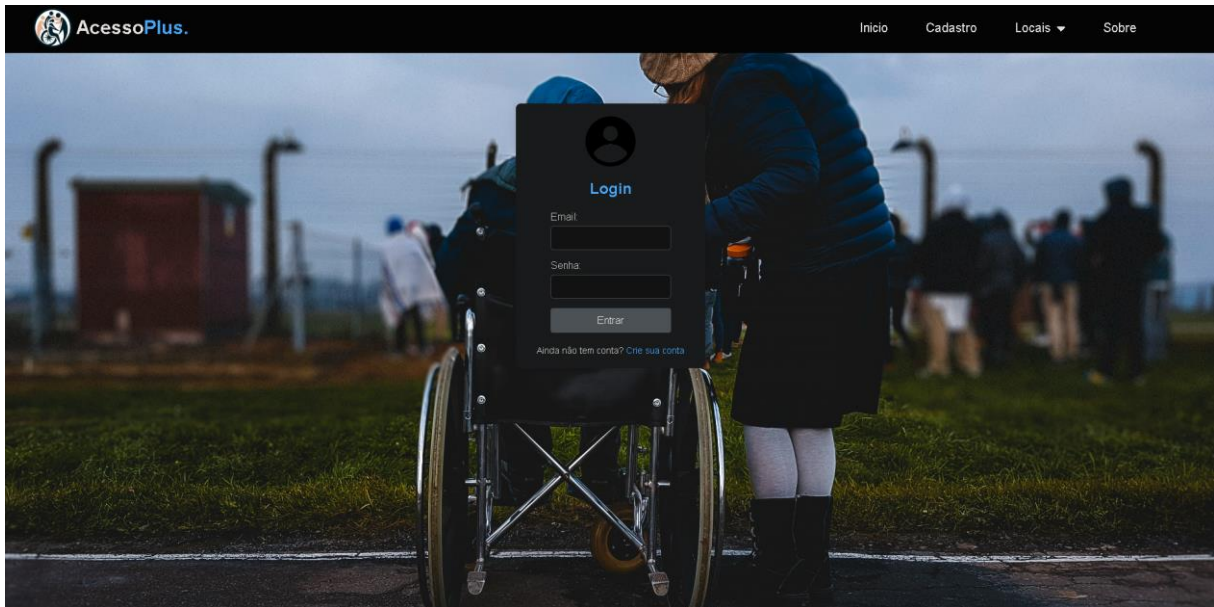 AcessoPlus.
Inicio Cadastro Locais Sobre
Login
Email:
Senha:
Entrar
Ainda não tem conta? Crie sua conta